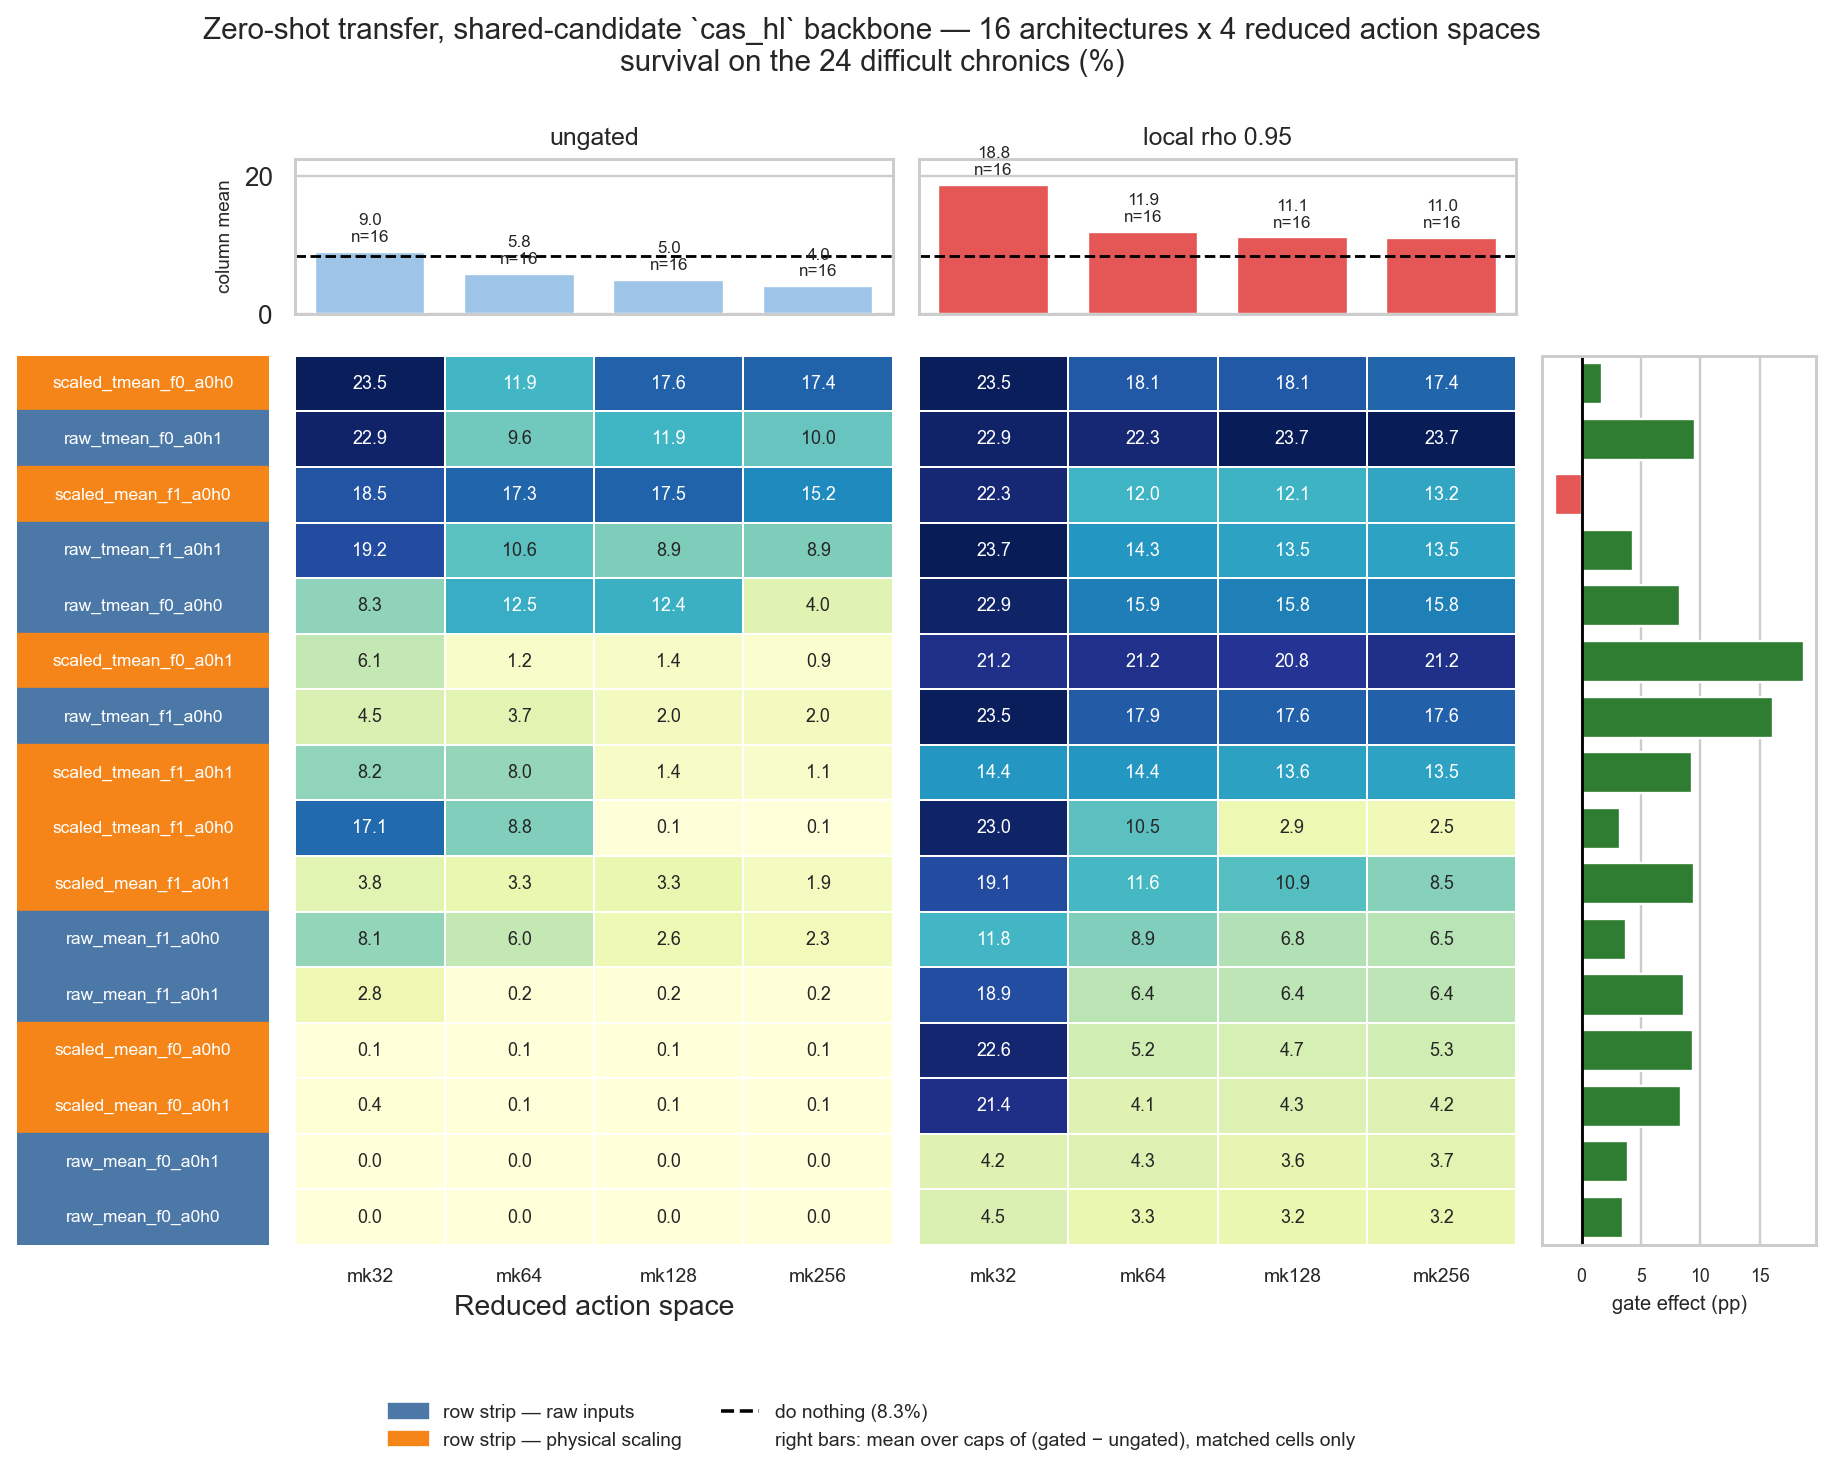 Zero-shot transfer, shared-candidate `cas_hl` backbone — 16 architectures x 4 reduced action spaces
survival on the 24 difficult chronics (%)
ungated
local rho 0.95
column mean
20
0
9.0
n=16
5.8
n=16
5.0
n=16
4.0
n=16
18.8
n=16
11.9
n=16
11.1
n=16
11.0
n=16
scaled_tmean_f0_a0h0 23.5 11.9 17.6 17.4 23.5 18.1 18.1 17.4
raw_tmean_f0_a0h1 22.9 9.6 11.9 10.0 22.9 22.3 23.7 23.7
scaled_mean_f1_a0h0 18.5 17.3 17.5 15.2 22.3 12.0 12.1 13.2
raw_tmean_f1_a0h1 19.2 10.6 8.9 8.9 23.7 14.3 13.5 13.5
raw_tmean_f0_a0h0 8.3 12.5 12.4 4.0 22.9 15.9 15.8 15.8
scaled_tmean_f0_a0h1 6.1 1.2 1.4 0.9 21.2 21.2 20.8 21.2
raw_tmean_f1_a0h0 4.5 3.7 2.0 2.0 23.5 17.9 17.6 17.6
scaled_tmean_f1_a0h1 8.2 8.0 1.4 1.1 14.4 14.4 13.6 13.5
scaled_tmean_f1_a0h0 17.1 8.8 0.1 0.1 23.0 10.5 2.9 2.5
scaled_mean_f1_a0h1 3.8 3.3 3.3 1.9 19.1 11.6 10.9 8.5
raw_mean_f1_a0h0 8.1 6.0 2.6 2.3 11.8 8.9 6.8 6.5
raw_mean_f1_a0h1 2.8 0.2 0.2 0.2 18.9 6.4 6.4 6.4
scaled_mean_f0_a0h0 0.1 0.1 0.1 0.1 22.6 5.2 4.7 5.3
scaled_mean_f0_a0h1 0.4 0.1 0.1 0.1 21.4 4.1 4.3 4.2
raw_mean_f0_a0h1 0.0 0.0 0.0 0.0 4.2 4.3 3.6 3.7
raw_mean_f0_a0h0 0.0 0.0 0.0 0.0 4.5 3.3 3.2 3.2
mk32 mk64 mk128 mk256 mk32 mk64 mk128 mk256 0 5 10 15
Reduced action space
gate effect (pp)
row strip — raw inputs
row strip — physical scaling
do nothing (8.3%)
right bars: mean over caps of (gated − ungated), matched cells only